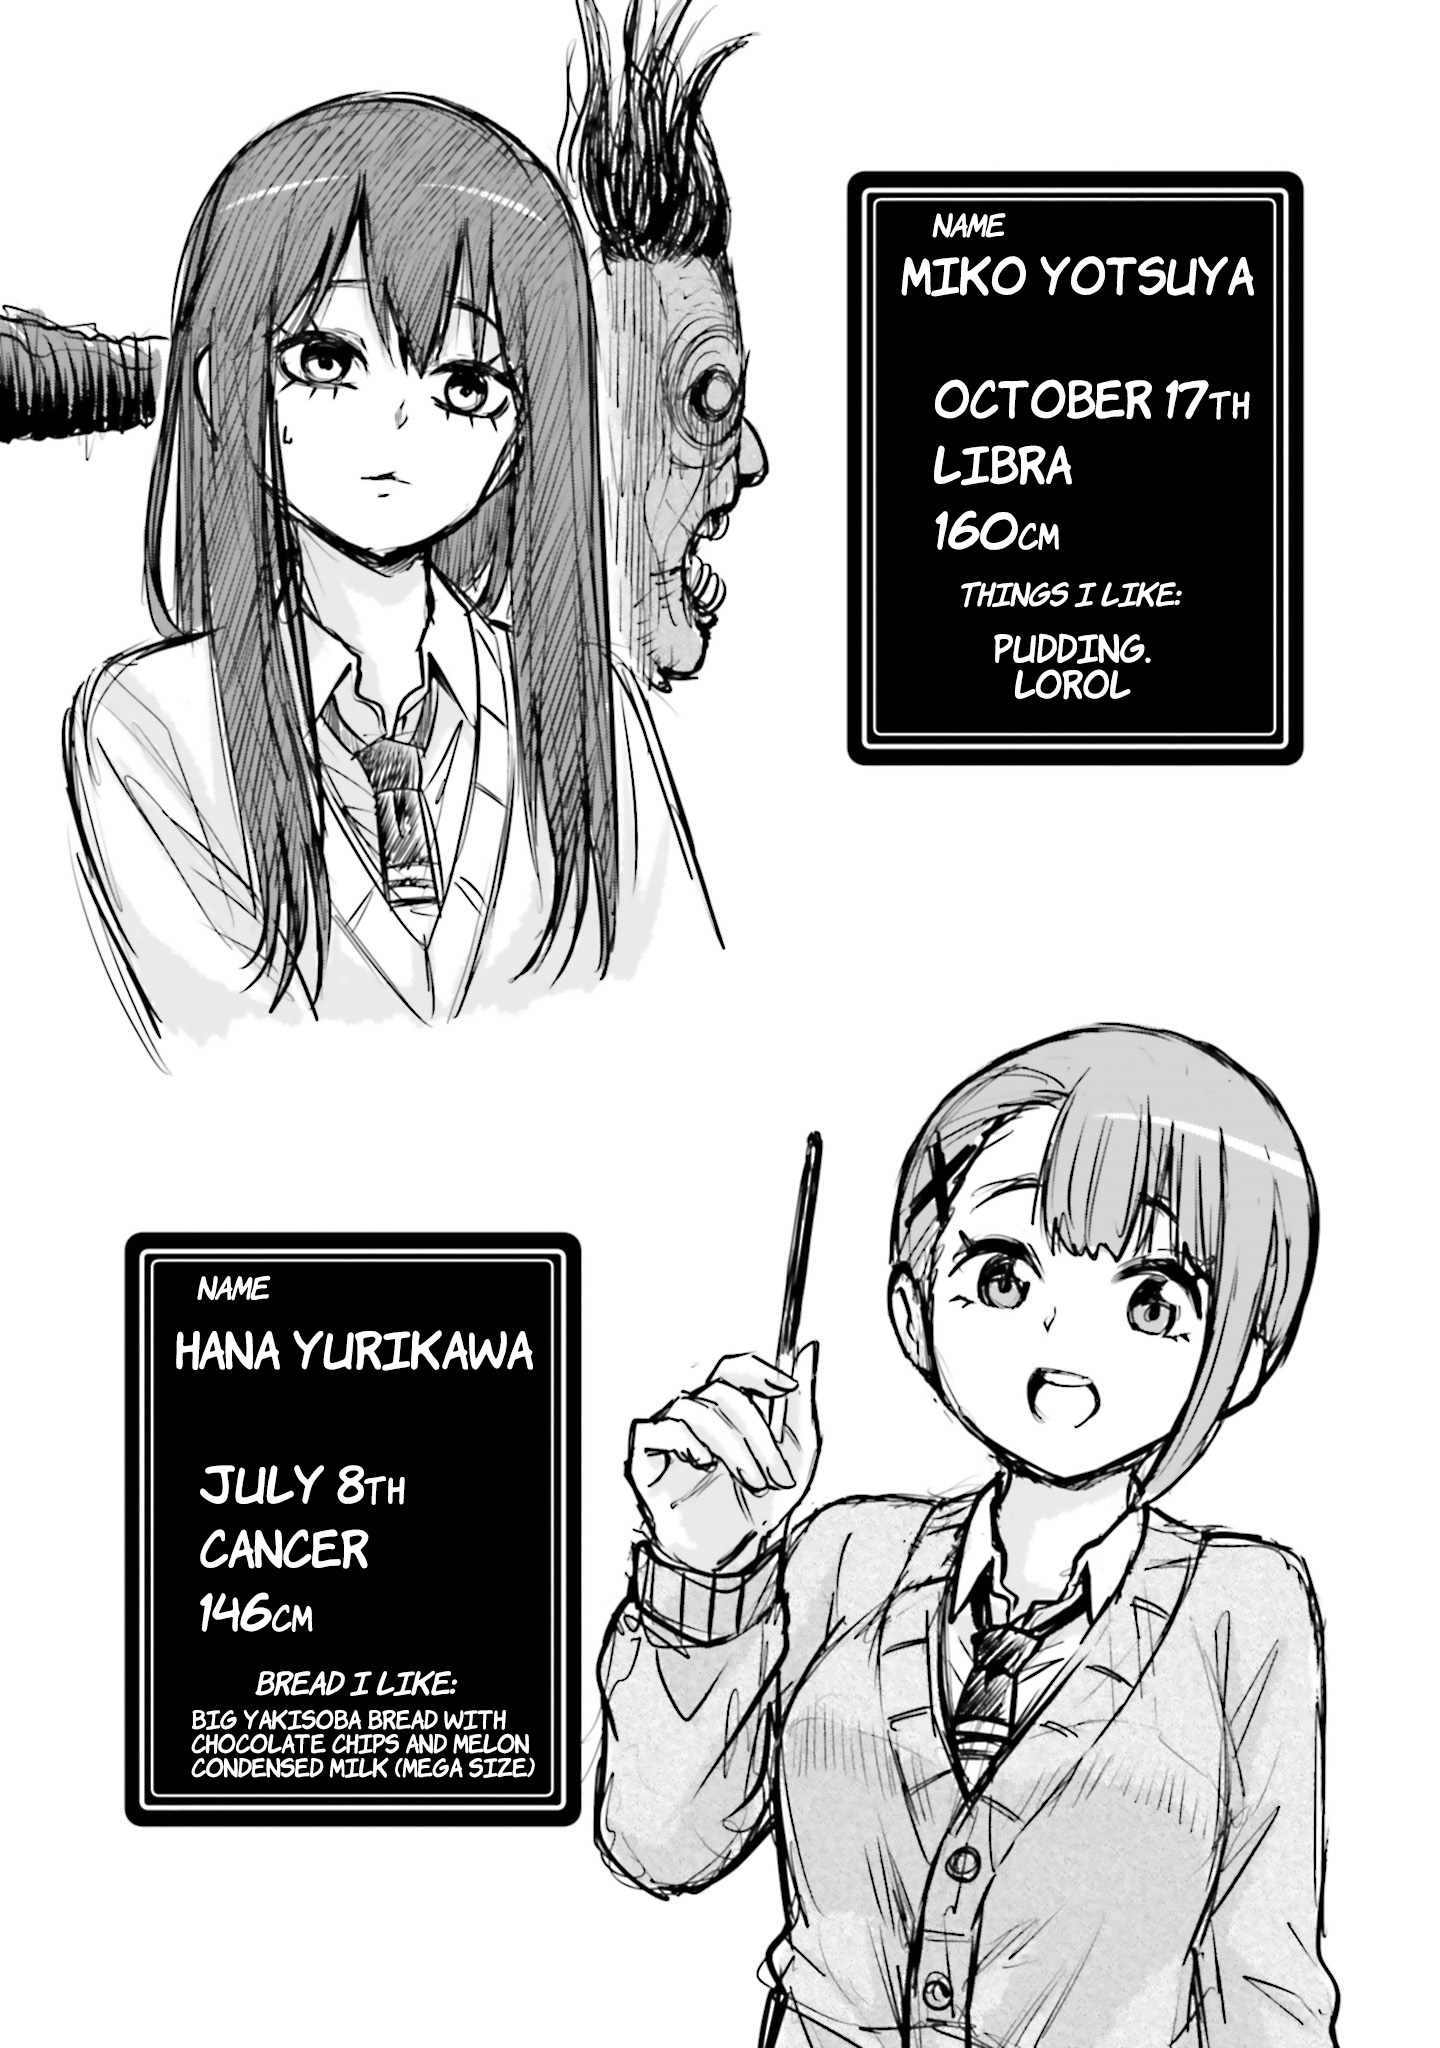 NAME
MIKO YOTSUYA
OCTOBER 17TH
LIBRA
160CM
THINGS I LIKE:
PUDDING.
LOROL
NAME
HANA YURIKAWA
JULY 8TH
CANCER
146CM
BREAD I LIKE:
BIG YAKISOBA BREAD WITH
CHOCOLATE CHIPS AND MELON
CONDENSED MILK (MEGA SIZE)